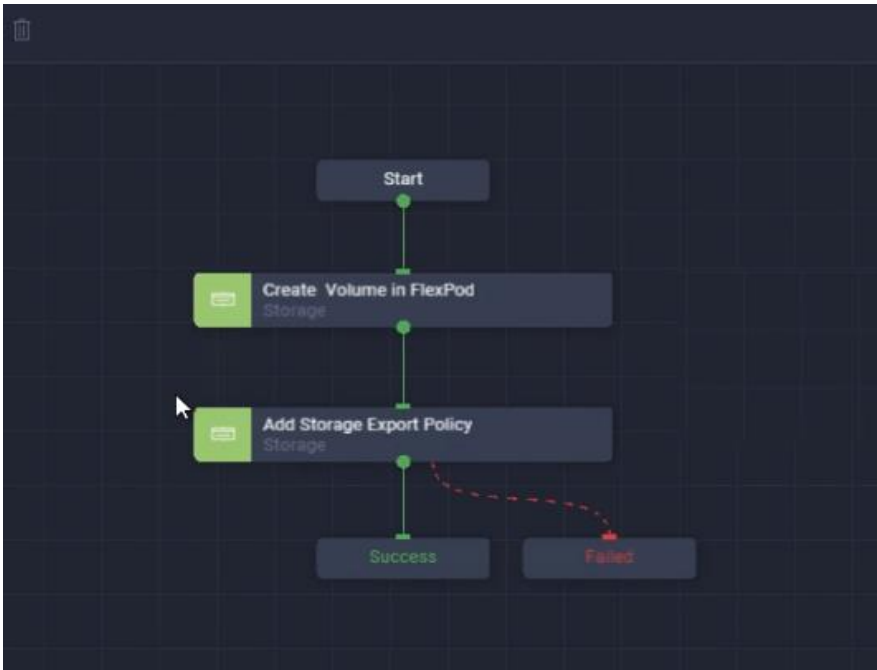 Start
Create Volume in FlexPod
Storage
Add Storage Export Policy
Storage
Success
Failed